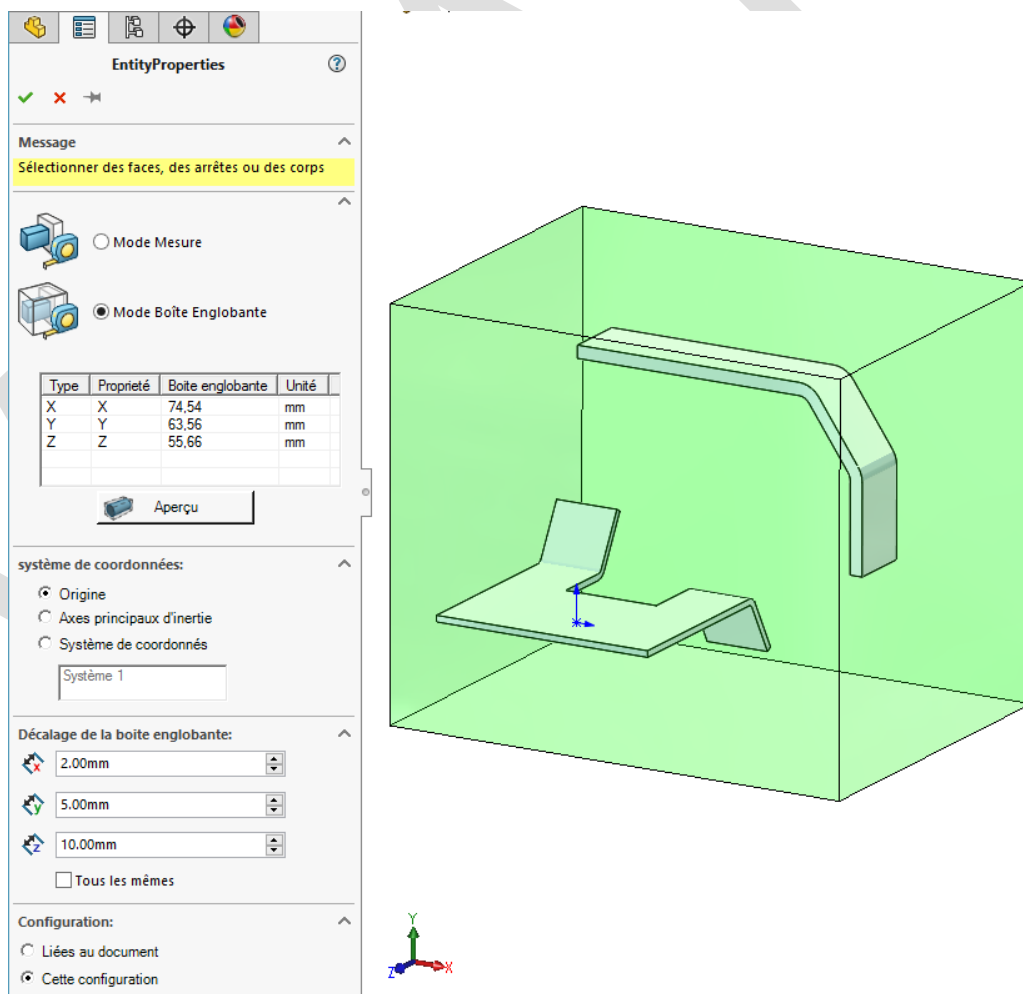 EntityProperties
Message
Sélectionner des faces, des arrêtes ou des corps
Mode Mesure
Mode Boîte Englobante
Type Proprieté Boite englobante Unité
X X 74,54 mm
Y Y 63,56 mm
Z Z 55,66 mm
Aperçu
système de coordonnées:
Origine
Axes principaux d'inertie
Système de coordonnés
Système 1
Décalage de la boite englobante:
x 2.00mm
y 5.00mm
z 10.00mm
Tous les mêmes
Configuration:
Liées au document
Cette configuration
Y
Z X